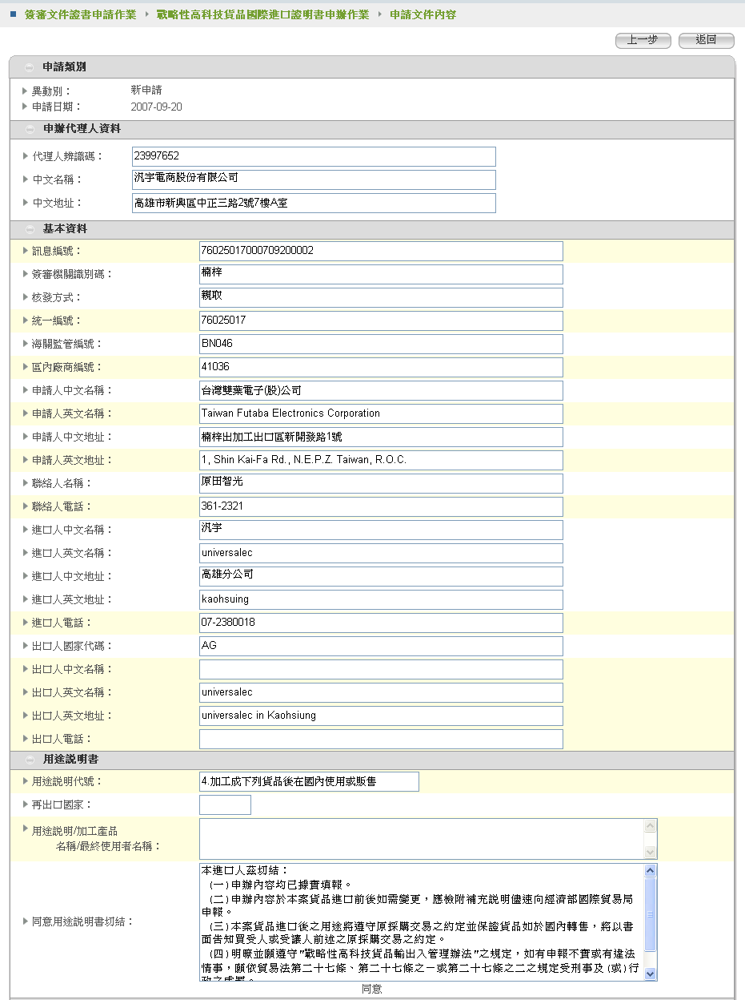 簽審文件證書申請作業 戰略性高科技貨品國際進口證明書申辦作業 申請文件內容
上一步 返回
申請類別
異動別： 新申請
申請日期： 2007-09-20
申辦代理人資料
代理人辨識碼： 23997652
中文名稱： 汎宇電商股份有限公司
中文地址： 高雄市新興區中正三路2號7樓A室
基本資料
訊息編號： 76025017000709200002
簽審機關識別碼： 楠梓
核發方式： 親取
統一編號： 76025017
海關監管編號： BN046
區內廠商編號： 41036
申請人中文名稱： 台灣雙葉電子(股)公司
申請人英文名稱： Taiwan Futaba Electronics Corporation
申請人中文地址： 楠梓出加工出口區新開發路1號
申請人英文地址： 1, Shin Kai-Fa Rd., N.E.P.Z. Taiwan, R.O.C.
聯絡人名稱： 原田智光
聯絡人電話： 361-2321
進口人中文名稱： 汎宇
進口人英文名稱： universalec
進口人中文地址： 高雄分公司
進口人英文地址： kaohsuing
進口人電話： 07-2380018
出口人國家代碼： AG
出口人中文名稱：
出口人英文名稱： universalec
出口人英文地址： universalec in Kaohsiung
出口人電話：
用途說明書
用途說明代號： 4.加工成下列貨品後在國內使用或販售
再出口國家：
用途說明/加工產品
名稱/最終使用者名稱：
同意用途說明書切結：
本進口人茲切結：
(一)申辦內容均已據實填報。
(二)申辦內容於本案貨品進口前後如需變更，應檢附補充說明儘速向經濟部國際貿易局
申報。
(三)本案貨品進口後之用途將遵守原採購交易之約定並保證貨品如於國內轉售，將以書
面告知買受人或受讓人前述之原採購交易之約定。
(四)明瞭並願遵守"戰略性高科技貨品輸出入管理辦法"之規定，如有申報不實或有違法
情事，願依貿易法第二十七條、第二十七條之一或第二十七條之二之規定受刑事及(或)行
政之處罰。
同意